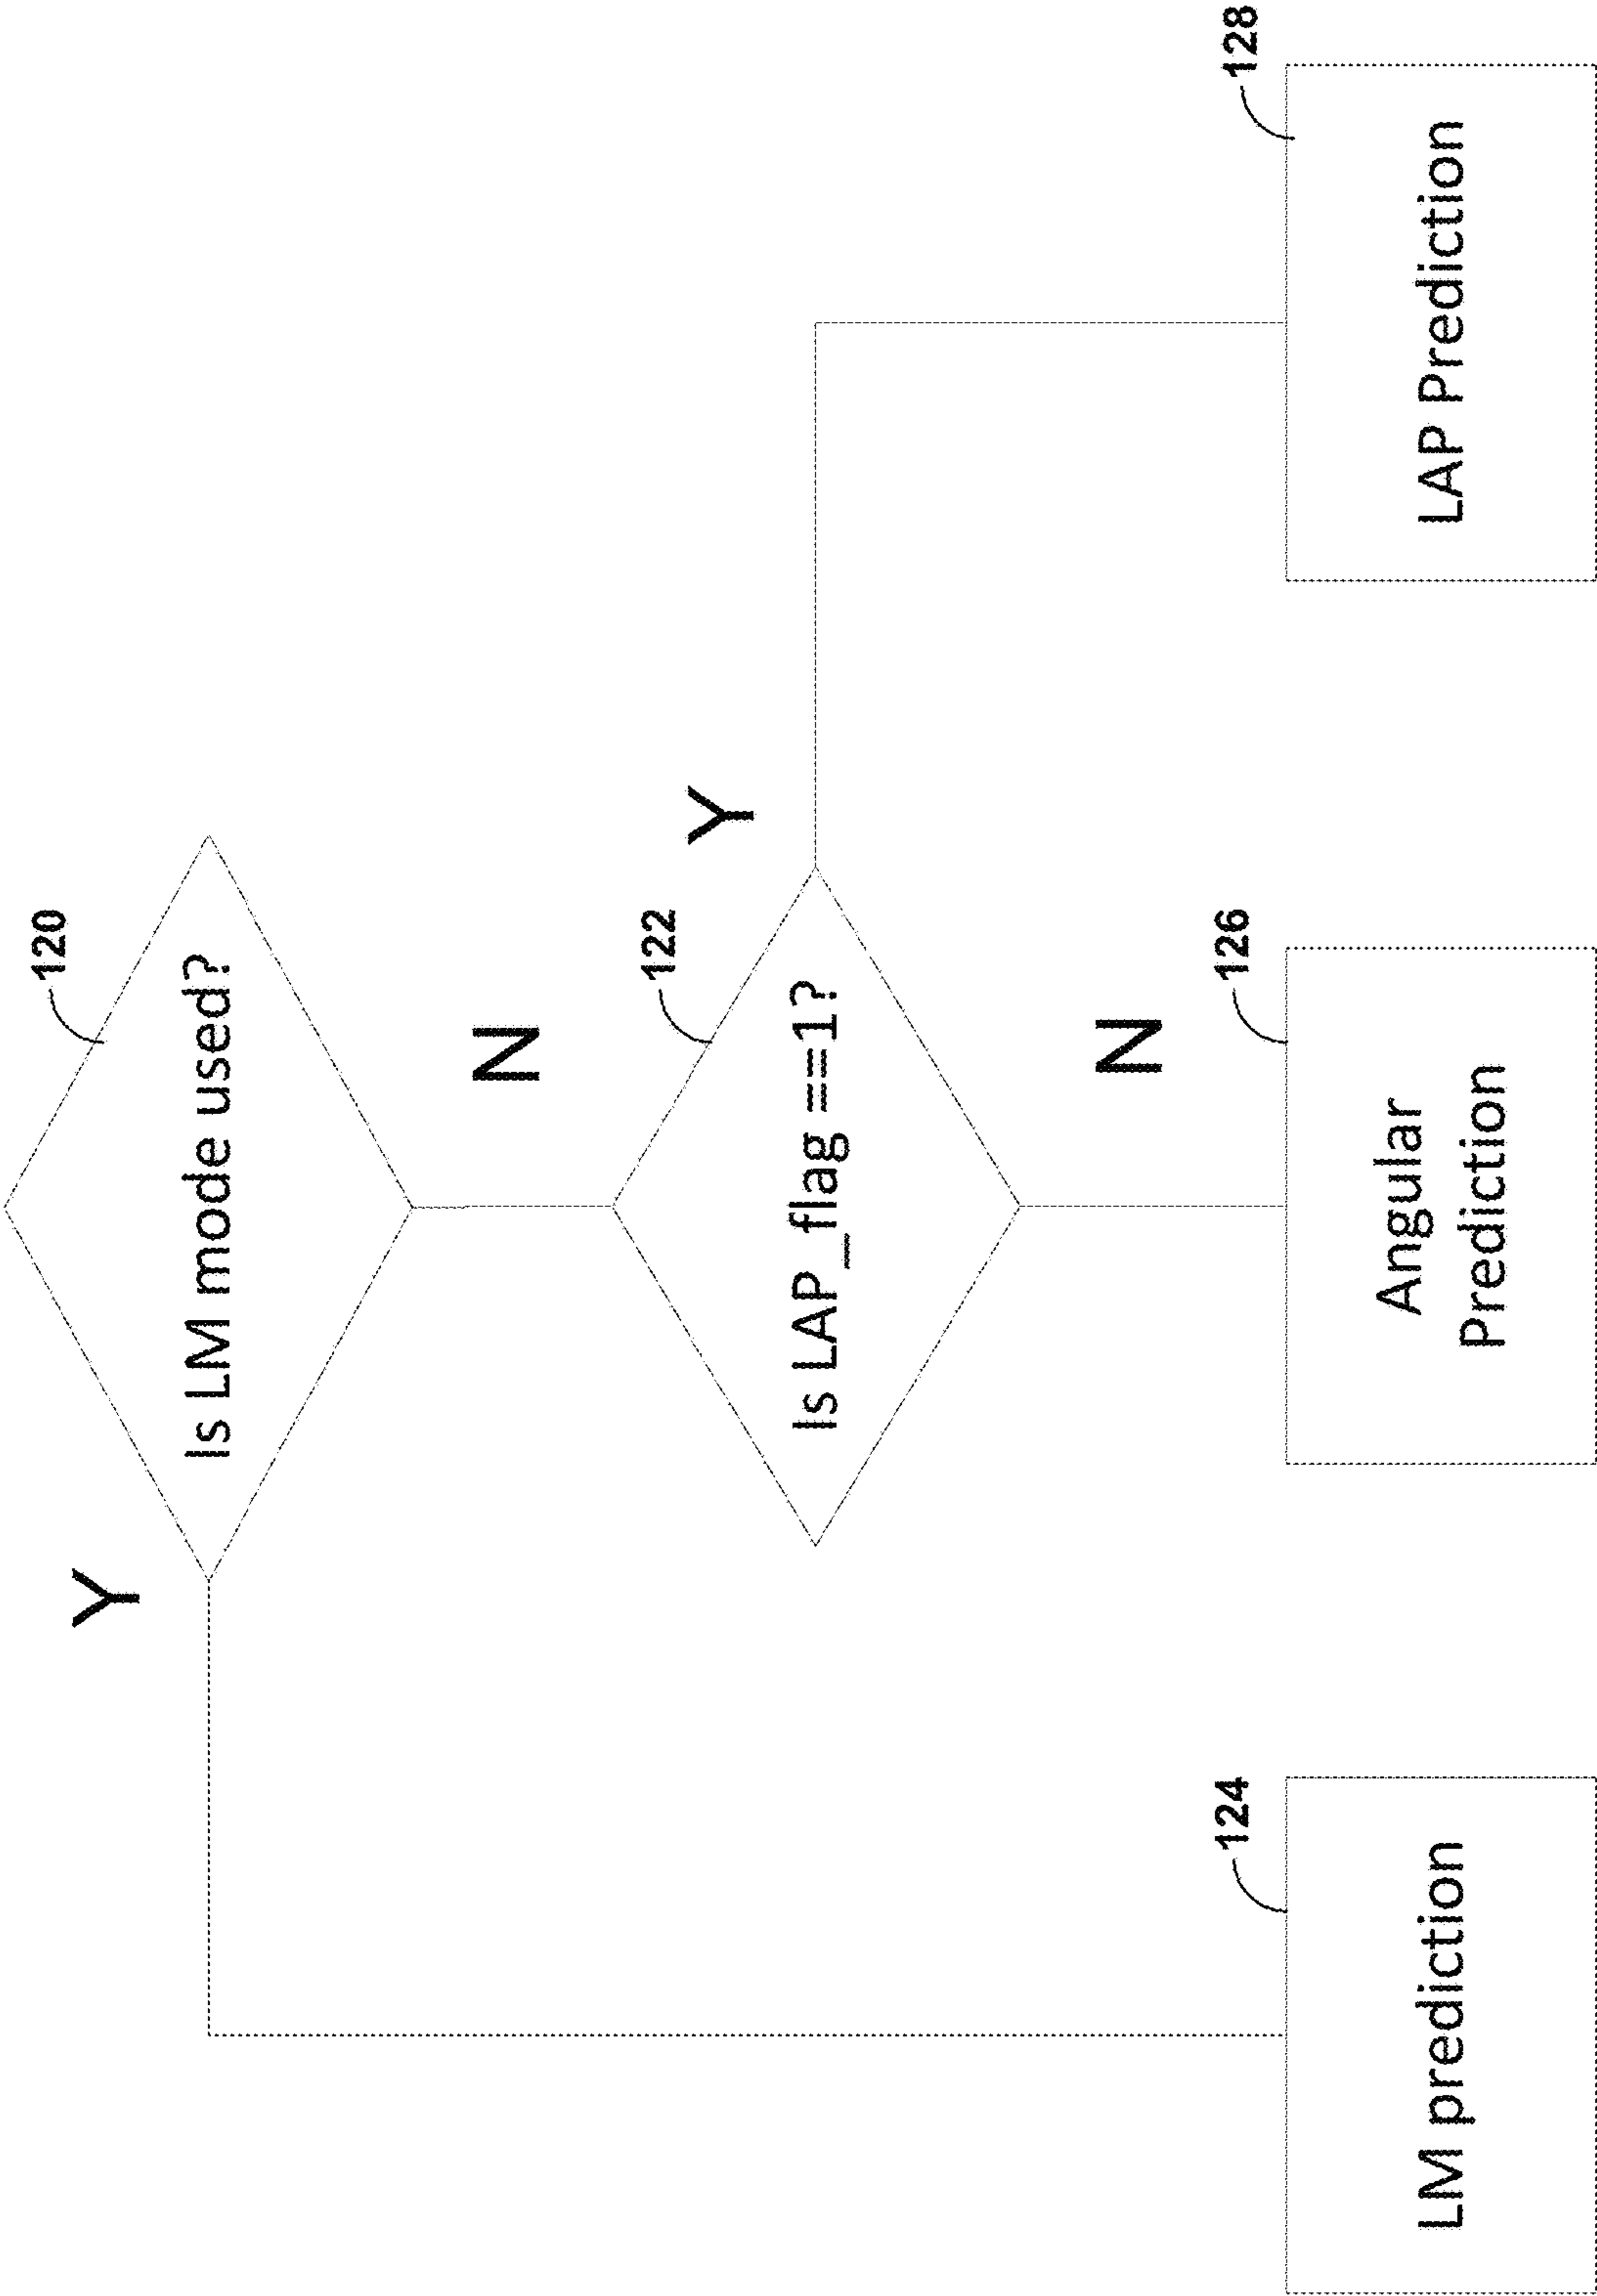 120
Is LM mode used?
Y
N
122
Is LAP_flag ==1?
Y
N
124
LM prediction
126
Angular
Prediction
128
LAP Prediction